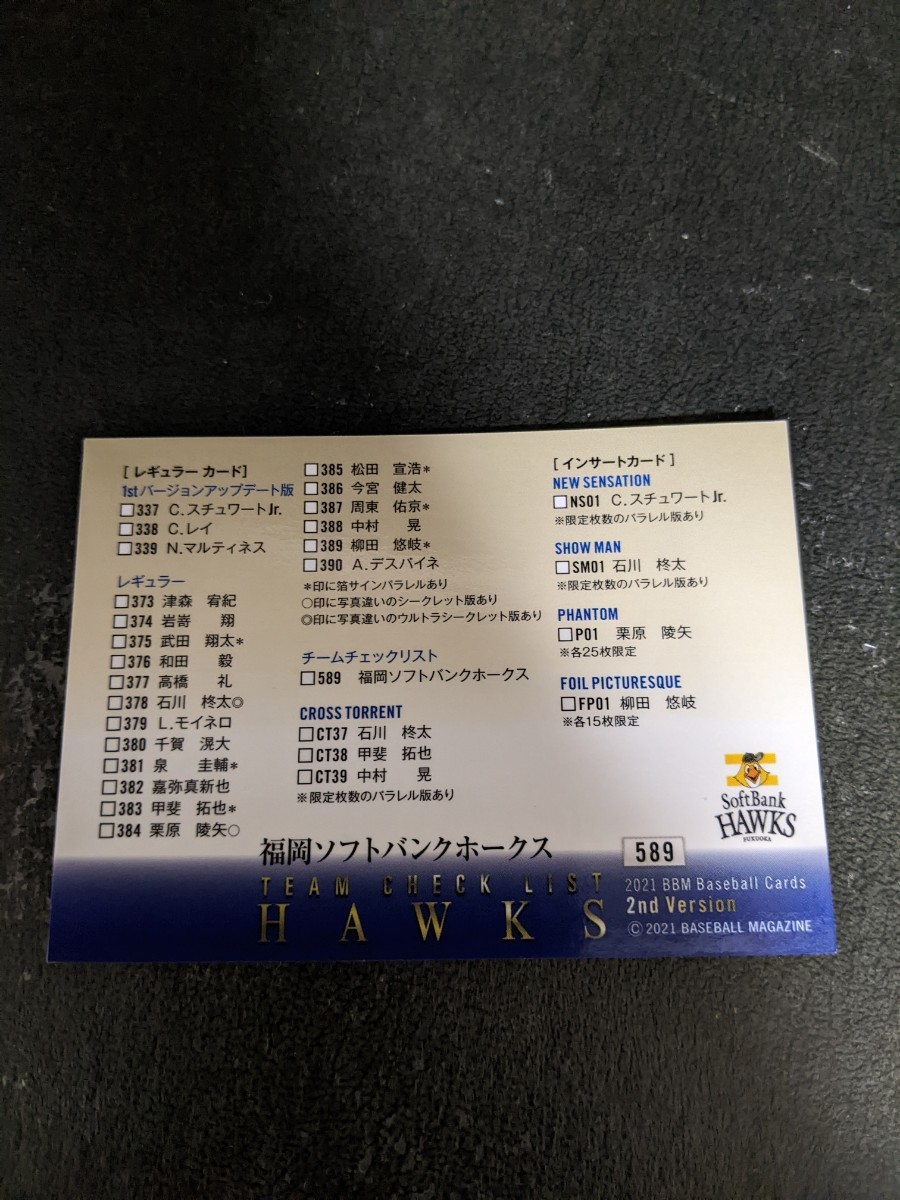 [ レギュラー カード]
1stバージョンアップデート版
□337 C.スチュワートJr.
□338 C.レイ
□339 N.マルティネス
レギュラー
□373 津森 宥紀
□374 岩嵜 翔
□375 武田 翔太*
□376 和田 毅
□377 高橋 礼
□378 石川 柊太◎
□379 L.モイネロ
□380 千賀 滉大
□381 泉 圭輔*
□382 嘉弥真新也
□383 甲斐 拓也*
□384 栗原 陵矢○
□385 松田 宣浩*
□386 今宮 健太
□387 周東 佑京*
□388 中村 晃
□389 柳田 悠岐*
□390 A.デスパイネ
*印に箔サインパラレルあり
○印に写真違いのシークレット版あり
◎印に写真違いのウルトラシークレット版あり
チームチェックリスト
□589 福岡ソフトバンクホークス
CROSS TORRENT
□CT37 石川 柊太
□CT38 甲斐 拓也
□CT39 中村 晃
※限定枚数のパラレル版あり
[ インサートカード ]
NEW SENSATION
□NS01 C.スチュワートJr.
※限定枚数のパラレル版あり
SHOW MAN
□SM01 石川 柊太
※限定枚数のパラレル版あり
PHANTOM
□P01 栗原 陵矢
※各25枚限定
FOIL PICTURESQUE
□FP01 柳田 悠岐
※各15枚限定
SoftBank
HAWKS
FUKUOKA
福岡ソフトバンクホークス
TEAM CHECK LIST
HAWKS
589
2021 BBM Baseball Cards
2nd Version
© 2021 BASEBALL MAGAZINE